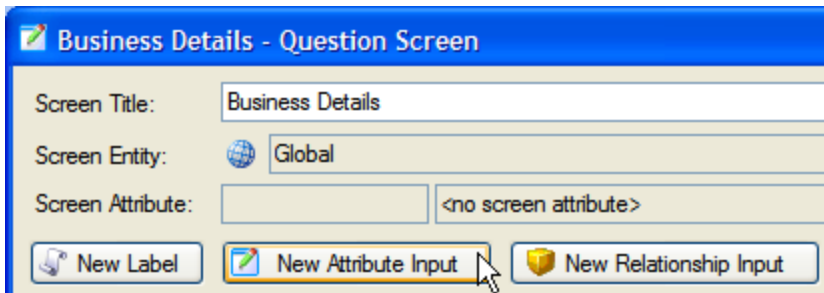 Business Details - Question Screen
Screen Title: Business Details
Screen Entity: Global
Screen Attribute: <no screen attribute>
New Label New Attribute Input New Relationship Input